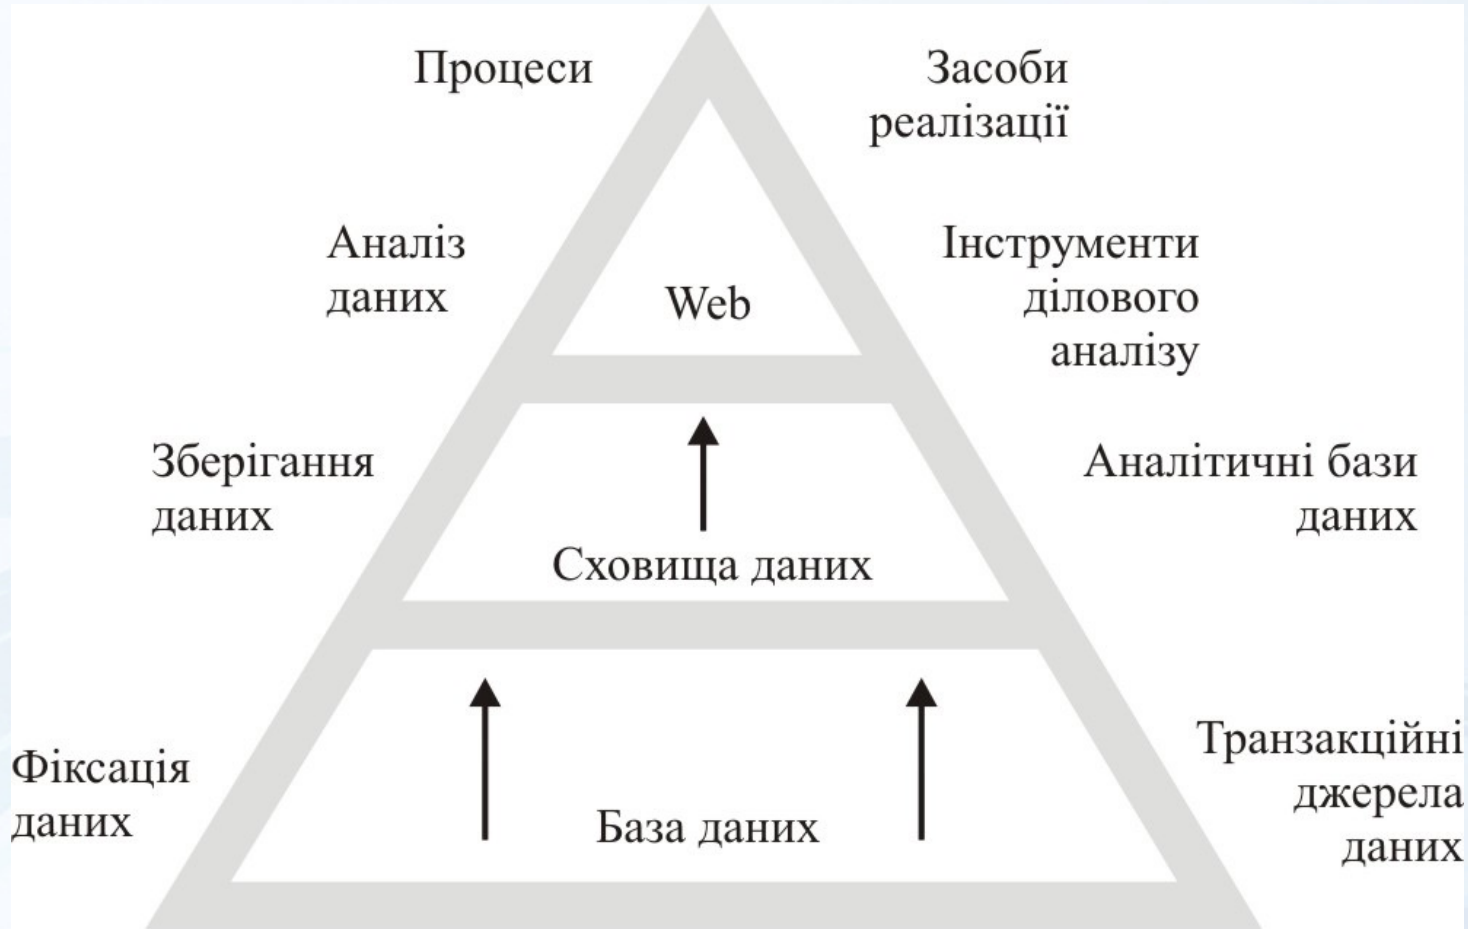 Процеси
Засоби
реалізації
Аналіз
даних
Web
Інструменти
ділового
аналізу
Зберігання
даних
Сховища даних
Аналітичні бази
даних
Фіксація
даних
База даних
Транзакційні
джерела
даних